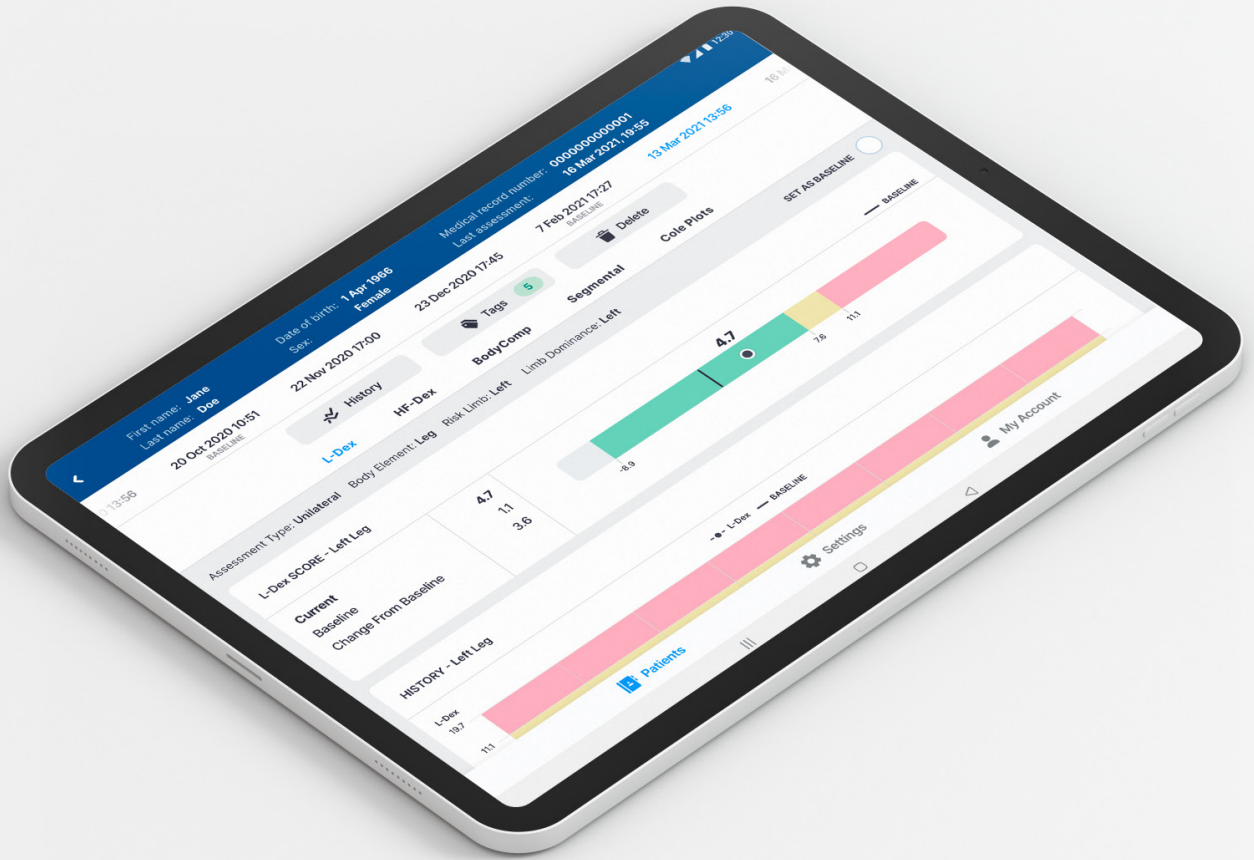 12:30
First name: Jane
Last name: Doe
Date of birth: 1 Apr 1966
Sex: Female
Medical record number: 0000000000001
Last assessment: 16 Mar 2021, 19:55
13:56
20 Oct 2020 10:51
BASELINE
22 Nov 2020 17:00
23 Dec 2020 17:45
7 Feb 2021 17:27
BASELINE
13 Mar 2021 13:56
16 M
History
Tags 5
Delete
L-Dex
HF-Dex
BodyComp
Segmental
Cole Plots
Assessment Type: Unilateral Body Element: Leg Risk Limb: Left Limb Dominance: Left
SET AS BASELINE
L-Dex SCORE - Left Leg
BASELINE
Current 4.7
Baseline 1.1
Change From Baseline 3.6
4.7
-8.9
7.6
11.1
HISTORY - Left Leg
L-Dex BASELINE
L-Dex
19.7
11.1
Patients
Settings
My Account